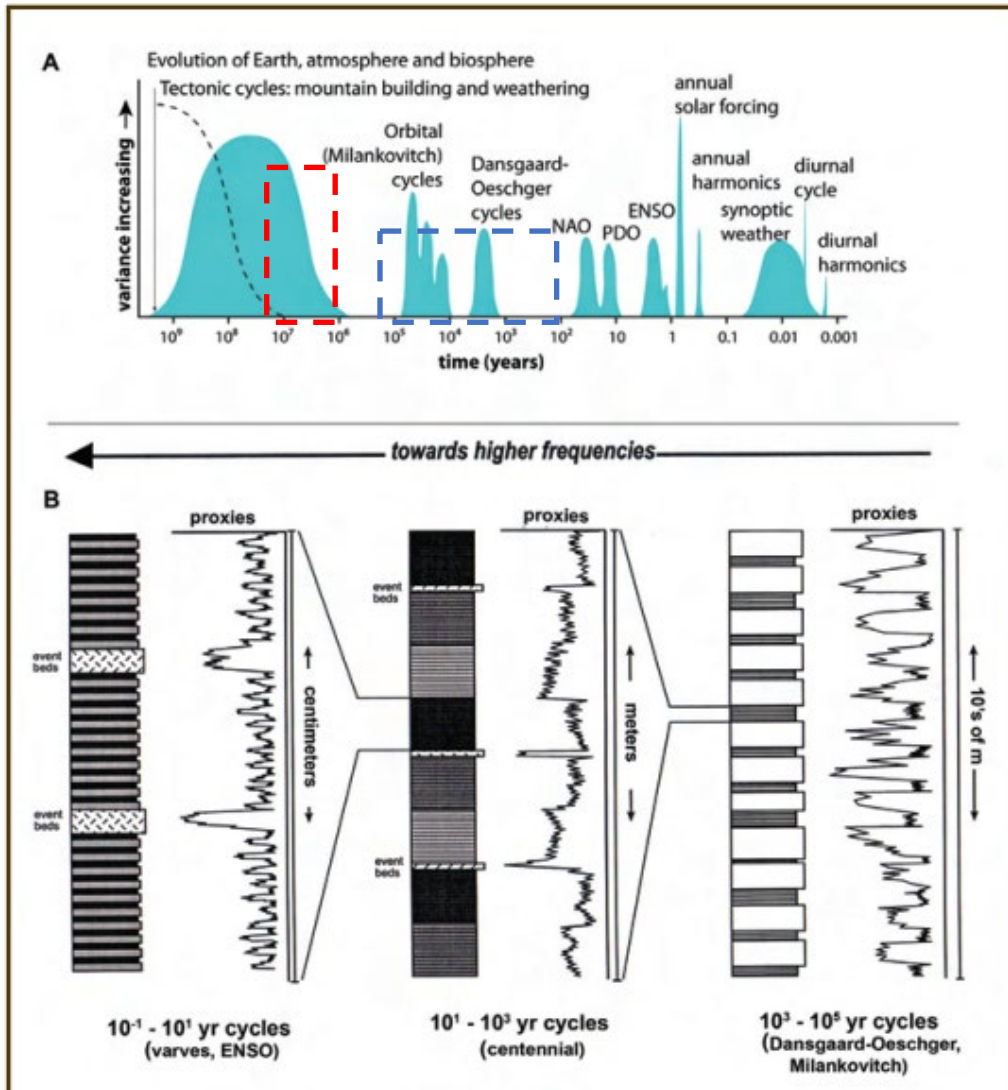 A
Evolution of Earth, atmosphere and biosphere
Tectonic cycles: mountain building and weathering
variance increasing
Orbital
(Milankovitch)
cycles
Dansgaard-
Oeschger
cycles
NAO
PDO
ENSO
annual
solar forcing
annual
harmonics
synoptic
weather
diurnal
cycle
diurnal
harmonics
10⁹ 10⁸ 10⁷ 10⁶ 10⁵ 10⁴ 10³ 10² 10 1 0.1 0.01 0.001
time (years)
towards higher frequencies
B
proxies
event
beds
event
beds
centimeters
10⁻¹ - 10¹ yr cycles
(varves, ENSO)
proxies
event
beds
event
beds
meters
10¹ - 10³ yr cycles
(centennial)
proxies
10's of m
10³ - 10⁵ yr cycles
(Dansgaard-Oeschger,
Milankovitch)